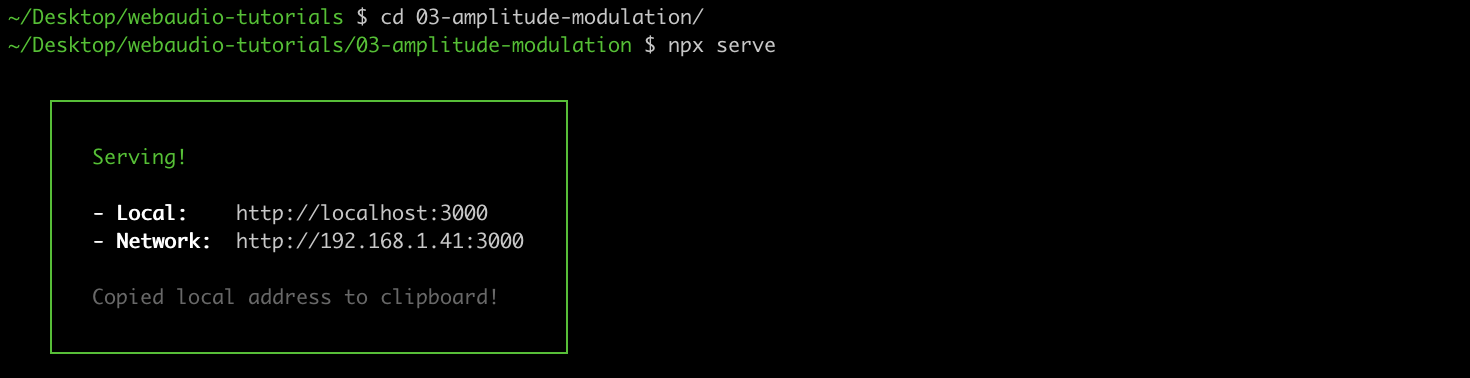 ~/Desktop/webaudio-tutorials $ cd 03-amplitude-modulation/
~/Desktop/webaudio-tutorials/03-amplitude-modulation $ npx serve
Serving!
- Local: http://localhost:3000
- Network: http://192.168.1.41:3000
Copied local address to clipboard!